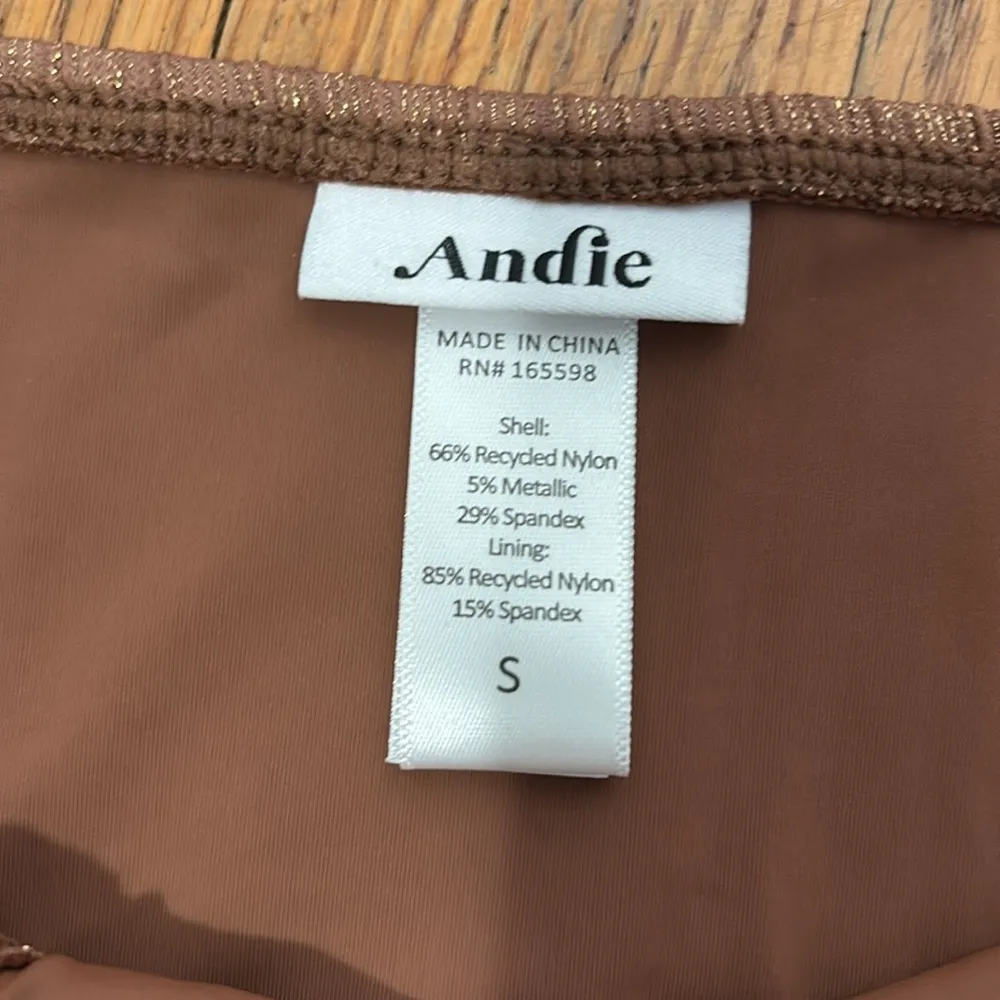 Andie
MADE IN CHINA
RN# 165598
Shell:
66% Recycled Nylon
5% Metallic
29% Spandex
Lining:
85% Recycled Nylon
15% Spandex
S